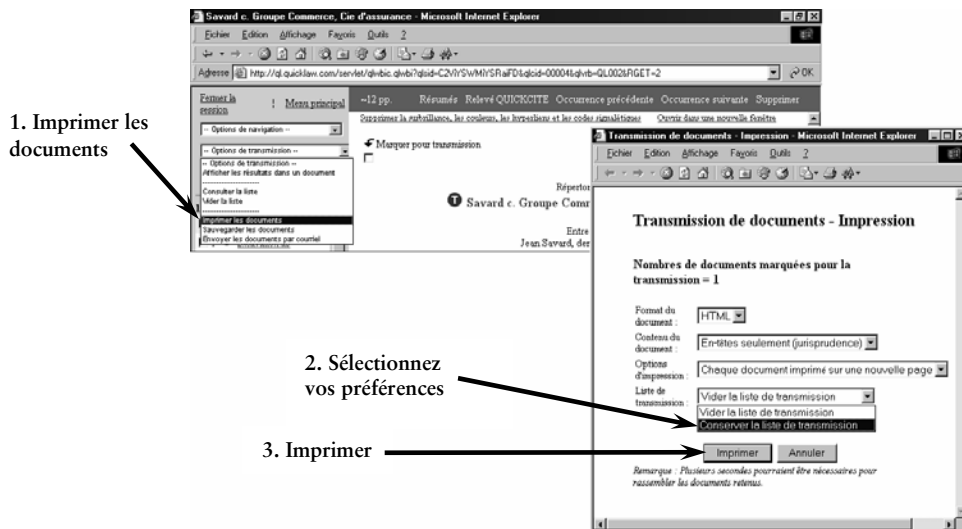 Savard c. Groupe Commerce, Cie d'assurance - Microsoft Internet Explorer
Eichier Edition Affichage Favoris Outils ?
Adresse http://ql.quicklaw.com/servlet/qlwbic.qlwbi?qlsid=C2ViYSWMiYSRaiFD&qlcid=00004&qlvrb=QL002&RGET=2 OK
Fermer la session ! Menu principal
~12 pp. Résumés Relevé QUICKCITE Occurrence précédente Occurrence suivante Supprimer
Supprimer la surbrillance, les couleurs, les hyperliens et les codes signalétiques Ouvrir dans une nouvelle fenêtre
-- Options de navigation --
-- Options de transmission --
-- Options de transmission --
Afficher les résultats dans un document
--------------------
Consulter la liste
Vider la liste
--------------------
Imprimer les documents
Sauvegarder les documents
Envoyer les documents par courriel
Marquer pour transmission
Répertor
T Savard c. Groupe Comr
Entre
Jean Savard, der
1. Imprimer les
documents
Transmission de documents - Impression - Microsoft Internet Explorer
Eichier Edition Affichage Favoris Outils ?
Transmission de documents - Impression
Nombres de documents marquées pour la
transmission = 1
Format du
document : HTML
Contenu du
document : En-têtes seulement (jurisprudence)
Options
d'impression : Chaque document imprimé sur une nouvelle page
Liste de
transmission : Vider la liste de transmission
Vider la liste de transmission
Conserver la liste de transmission
Imprimer Annuler
Remarque : Plusieurs secondes pourraient être nécessaires pour
rassembler les documents retenus.
2. Sélectionnez
vos préférences
3. Imprimer